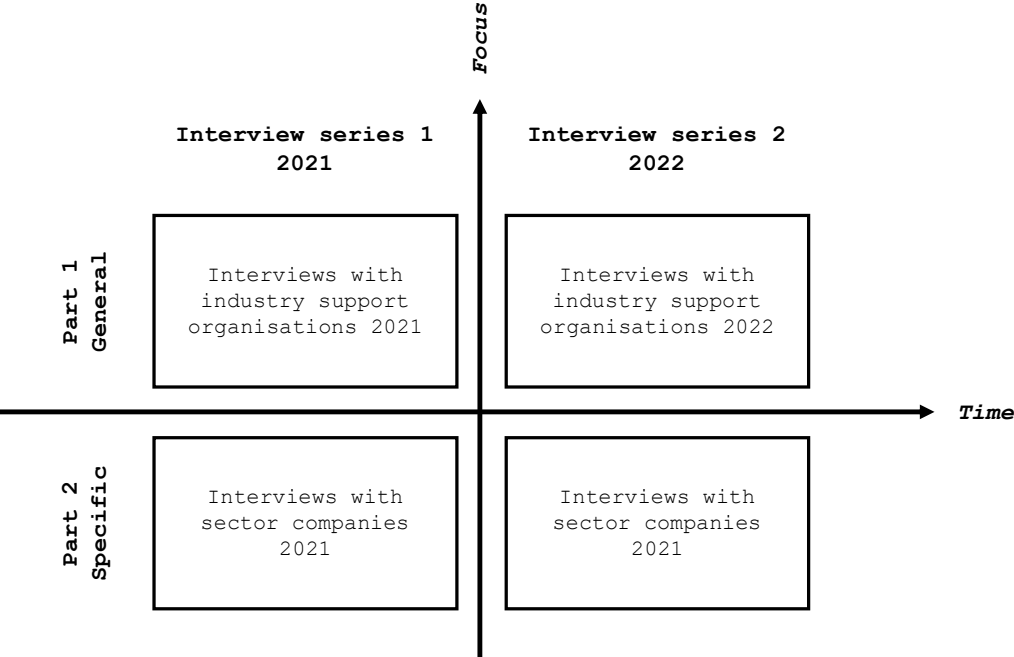 Focus
Interview series 1
2021
Interview series 2
2022
Part 1
General
Interviews with
industry support
organisations 2021
Interviews with
industry support
organisations 2022
Time
Part 2
Specific
Interviews with
sector companies
2021
Interviews with
sector companies
2021